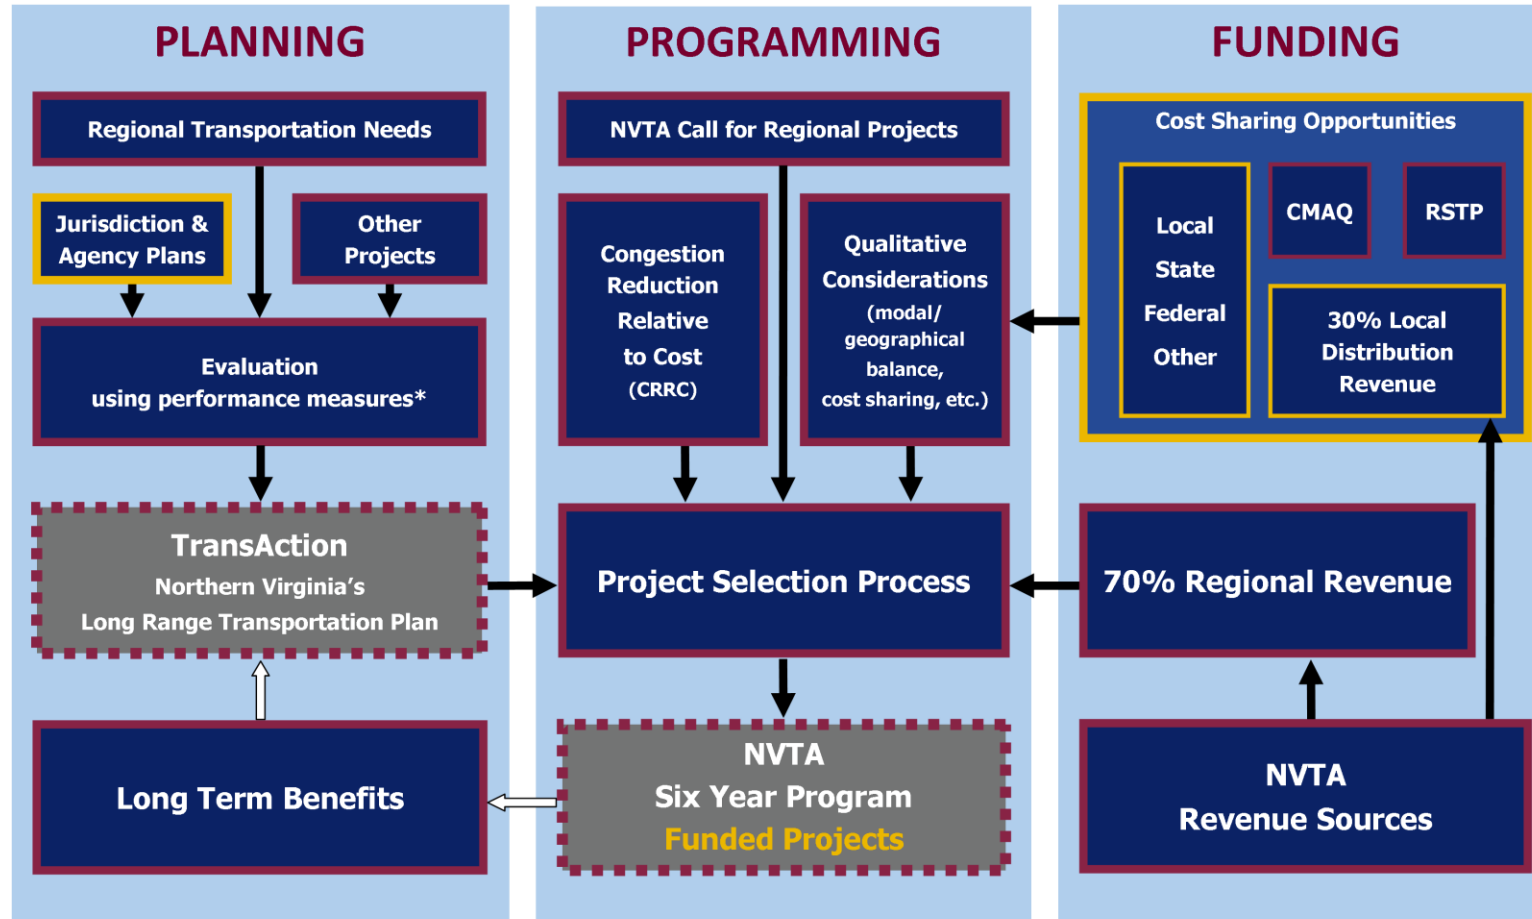 PLANNING
Regional Transportation Needs
Jurisdiction &
Agency Plans
Other
Projects
Evaluation
using performance measures*
TransAction
Northern Virginia’s
Long Range Transportation Plan
Long Term Benefits
PROGRAMMING
NVTA Call for Regional Projects
Congestion
Reduction
Relative
to Cost
(CRRC)
Qualitative
Considerations
(modal/
geographical
balance,
cost sharing, etc.)
Project Selection Process
NVTA
Six Year Program
Funded Projects
FUNDING
Cost Sharing Opportunities
Local
State
Federal
Other
CMAQ
RSTP
30% Local
Distribution
Revenue
70% Regional Revenue
NVTA
Revenue Sources